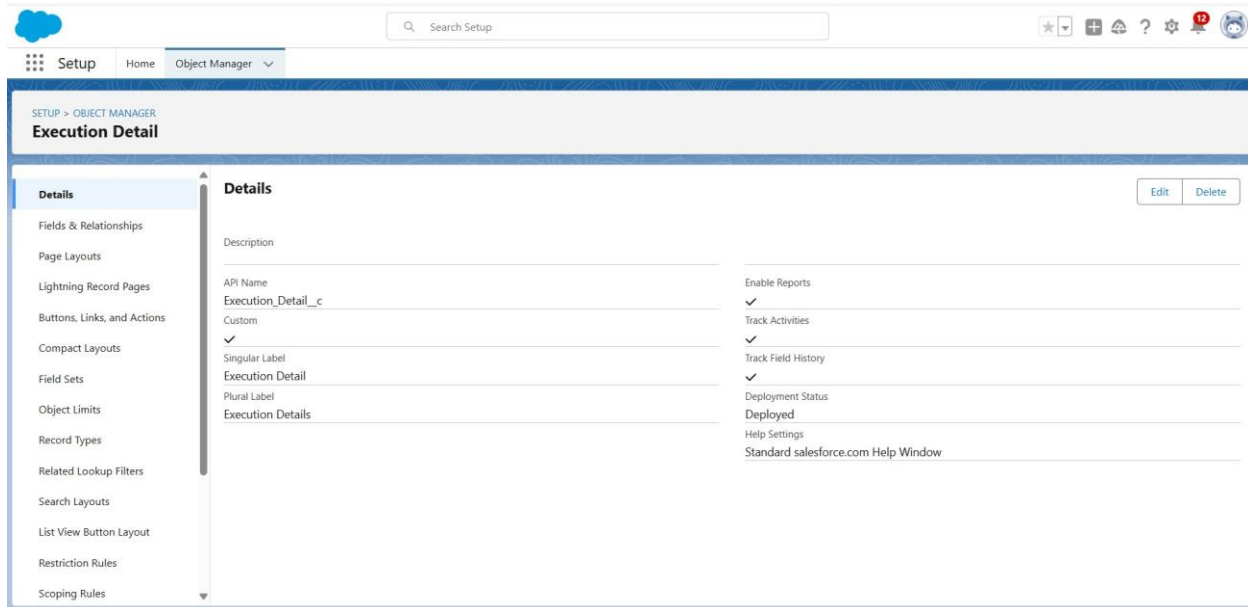 Search Setup
12
Setup
Home
Object Manager
SETUP > OBJECT MANAGER
Execution Detail
Details
Fields & Relationships
Page Layouts
Lightning Record Pages
Buttons, Links, and Actions
Compact Layouts
Field Sets
Object Limits
Record Types
Related Lookup Filters
Search Layouts
List View Button Layout
Restriction Rules
Scoping Rules
Details
Edit
Delete
Description
API Name
Execution_Detail__c
Custom
Singular Label
Execution Detail
Plural Label
Execution Details
Enable Reports
Track Activities
Track Field History
Deployment Status
Deployed
Help Settings
Standard salesforce.com Help Window